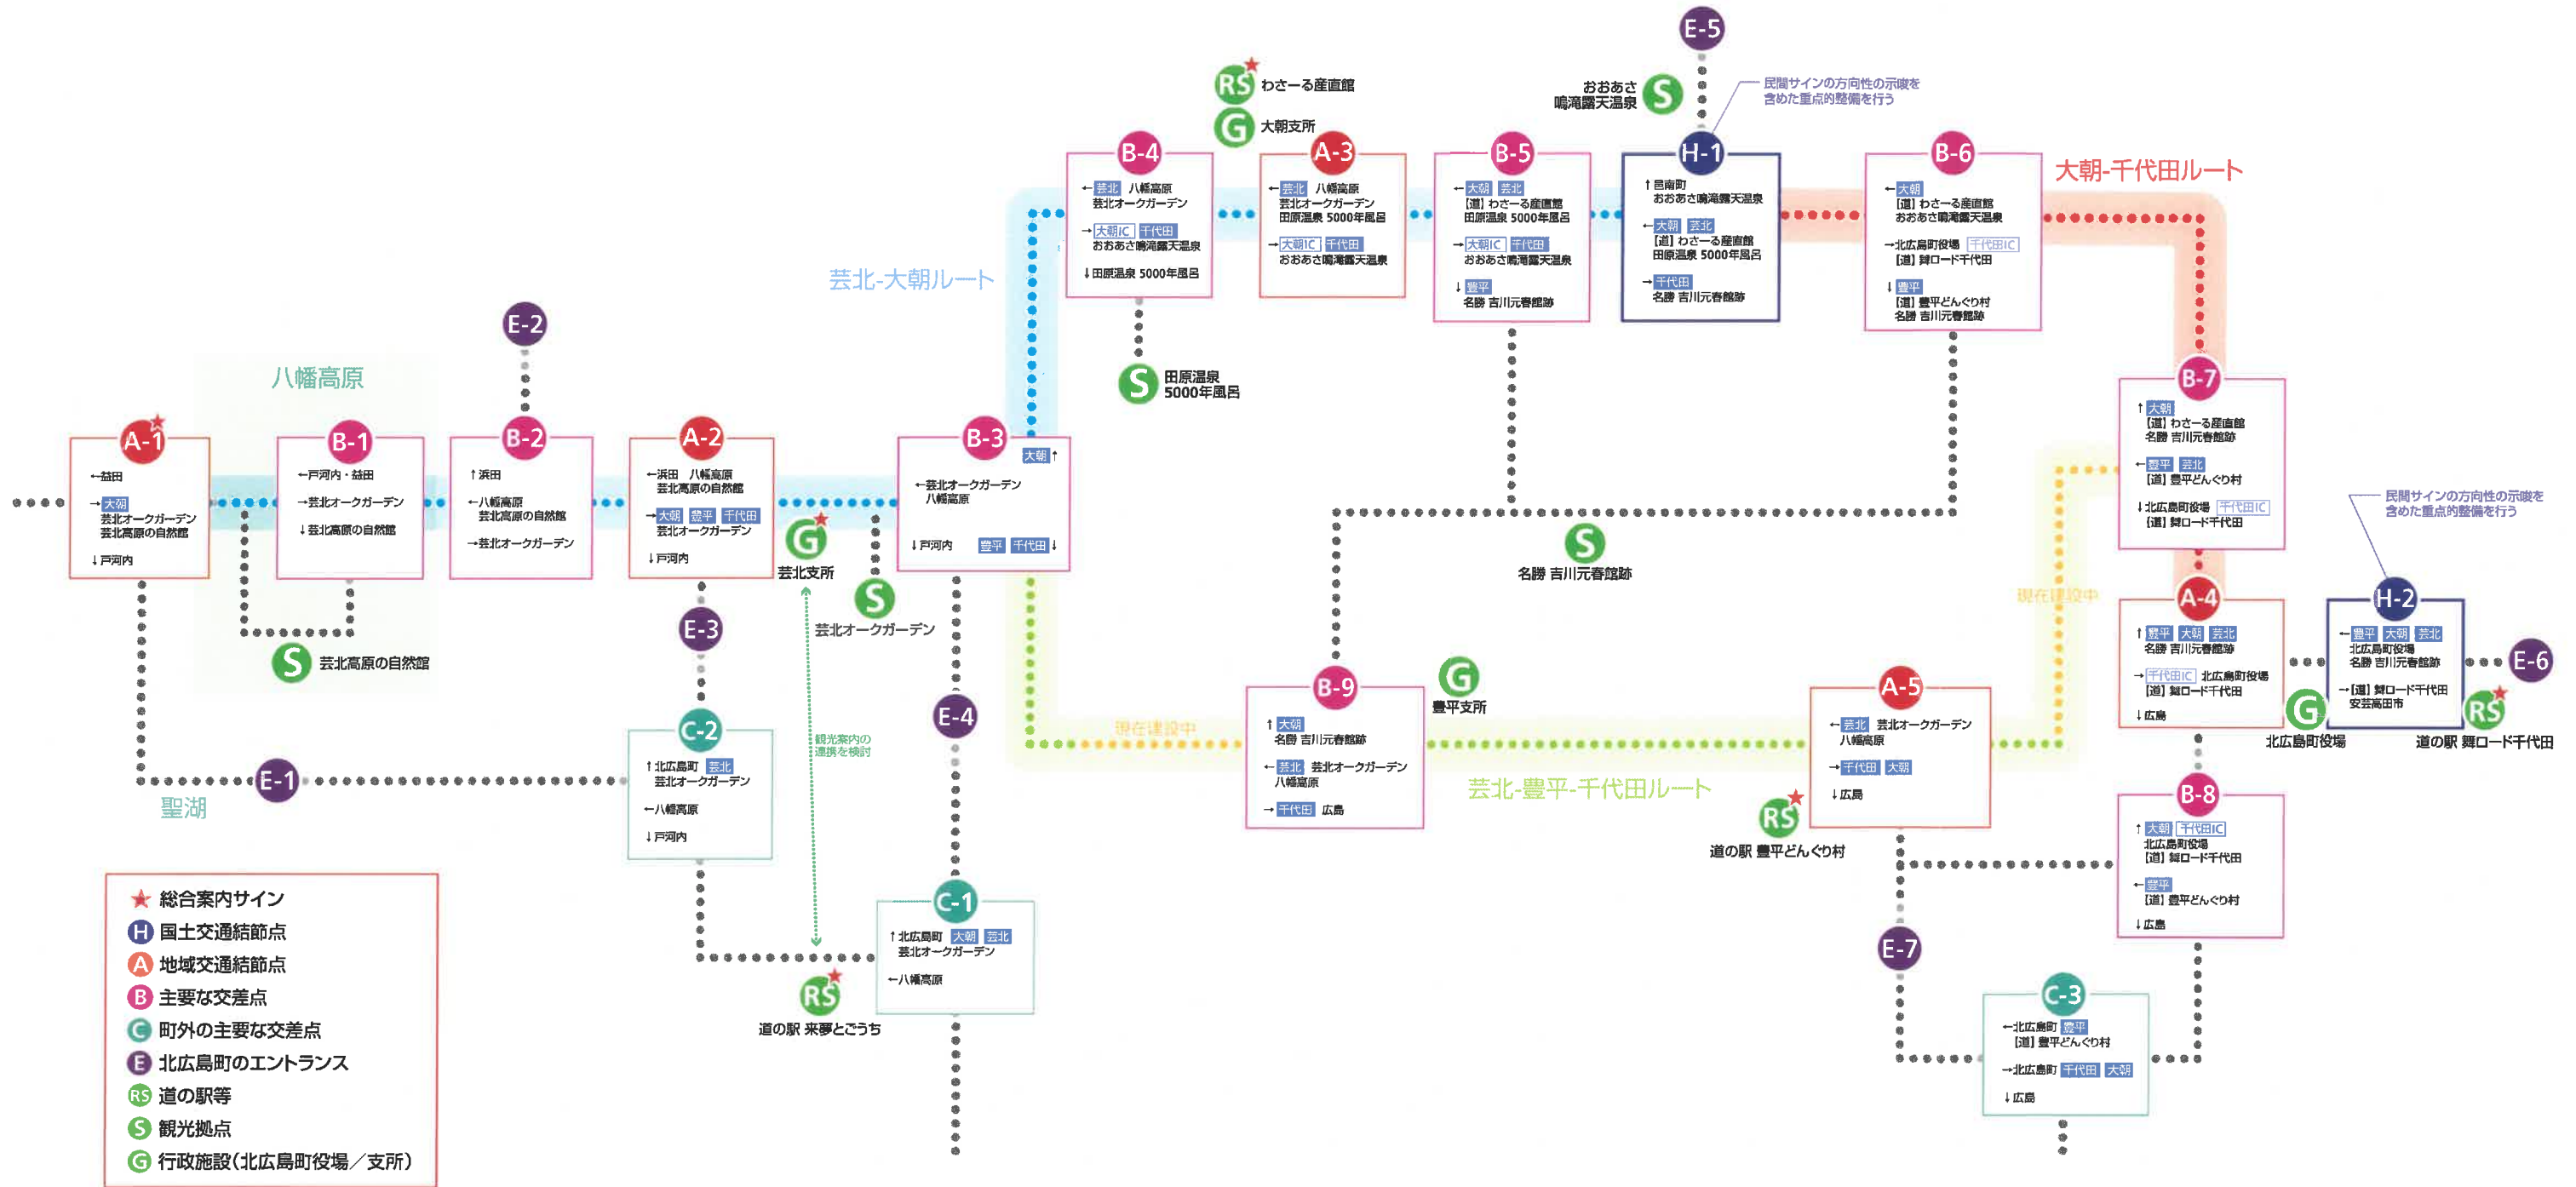 E-5
RS わさーる産直館
G 大朝支所
おおあさ
鳴滝露天温泉
S
民間サインの方向性の示唆を
含めた重点的整備を行う
大朝-千代田ルート
芸北-大朝ルート
B-4
←芸北 八幡高原
芸北オークガーデン
→大朝IC 千代田
おおあさ鳴滝露天温泉
↓田原温泉 5000年風呂
A-3
←芸北 八幡高原
芸北オークガーデン
田原温泉 5000年風呂
→大朝IC 千代田
おおあさ鳴滝露天温泉
B-5
←大朝 芸北
【道】わさーる産直館
田原温泉 5000年風呂
→大朝IC 千代田
おおあさ鳴滝露天温泉
↓豊平
名勝 吉川元春館跡
H-1
↑邑南町
おおあさ鳴滝露天温泉
←大朝 芸北
【道】わさーる産直館
田原温泉 5000年風呂
→千代田
名勝 吉川元春館跡
B-6
←大朝
【道】わさーる産直館
おおあさ鳴滝露天温泉
→北広島町役場 千代田IC
【道】舞ロード千代田
↓豊平
【道】豊平どんぐり村
名勝 吉川元春館跡
S
田原温泉
5000年風呂
E-2
八幡高原
A-1
←益田
→大朝
芸北オークガーデン
芸北高原の自然館
↓戸河内
B-1
←戸河内・益田
→芸北オークガーデン
↓芸北高原の自然館
B-2
↑浜田
←八幡高原
芸北高原の自然館
→芸北オークガーデン
A-2
←浜田 八幡高原
芸北高原の自然館
→大朝 豊平 千代田
芸北オークガーデン
↓戸河内
G
芸北支所
S
芸北オークガーデン
B-3
大朝↑
←芸北オークガーデン
八幡高原
↓戸河内 豊平 千代田↓
B-7
↑大朝
【道】わさーる産直館
名勝 吉川元春館跡
←豊平 芸北
【道】豊平どんぐり村
↓北広島町役場 千代田IC
【道】舞ロード千代田
民間サインの方向性の示唆を
含めた重点的整備を行う
S
名勝 吉川元春館跡
現在建設中
A-4
↑豊平 大朝 芸北
名勝 吉川元春館跡
→千代田IC 北広島町役場
【道】舞ロード千代田
↓広島
H-2
←豊平 大朝 芸北
北広島町役場
名勝 吉川元春館跡
→【道】舞ロード千代田
安芸高田市
E-6
G
北広島町役場
RS
道の駅 舞ロード千代田
S 芸北高原の自然館
E-3
E-4
C-2
↑北広島町 芸北
芸北オークガーデン
←八幡高原
↓戸河内
観光案内の
連携を検討
現在建設中
B-9
↑大朝
名勝 吉川元春館跡
←芸北 芸北オークガーデン
八幡高原
→千代田 広島
G
豊平支所
芸北-豊平-千代田ルート
A-5
←芸北 芸北オークガーデン
八幡高原
→千代田 大朝
↓広島
RS
道の駅 豊平どんぐり村
B-8
↑大朝 千代田IC
北広島町役場
【道】舞ロード千代田
←豊平
【道】豊平どんぐり村
↓広島
E-1
聖湖
C-1
↑北広島町 大朝 芸北
芸北オークガーデン
←八幡高原
RS
道の駅 来夢とごうち
E-7
C-3
←北広島町 豊平
【道】豊平どんぐり村
→北広島町 千代田 大朝
↓広島
★ 総合案内サイン
H 国土交通結節点
A 地域交通結節点
B 主要な交差点
C 町外の主要な交差点
E 北広島町のエントランス
RS 道の駅等
S 観光拠点
G 行政施設(北広島町役場／支所)